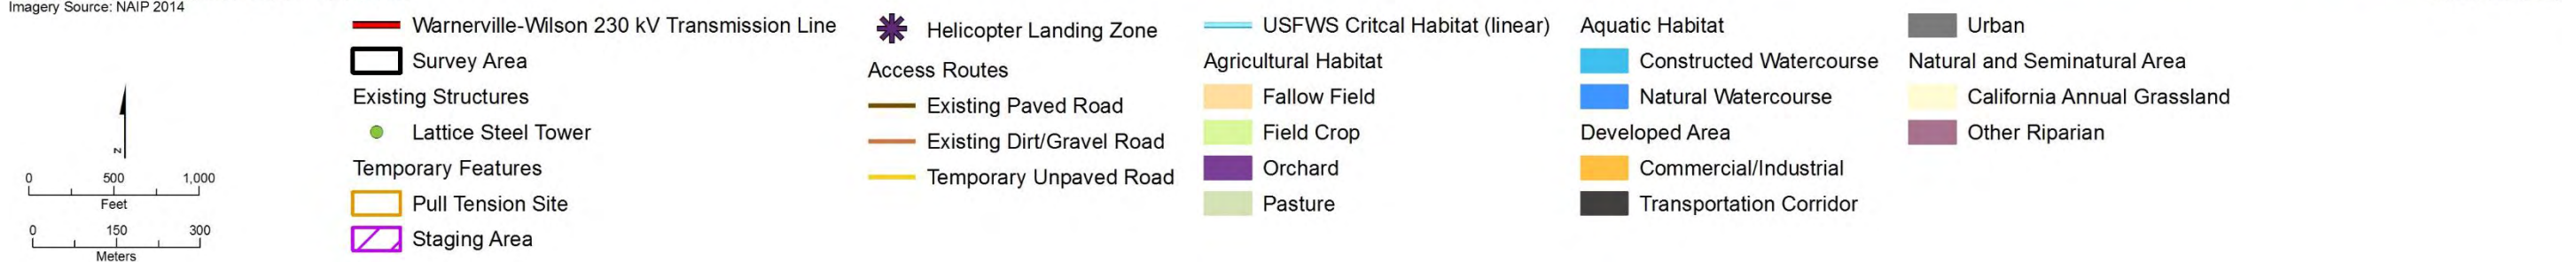 Imagery Source: NAIP 2014
N
0 500 1,000
Feet
0 150 300
Meters
Warnerville-Wilson 230 kV Transmission Line
Survey Area
Existing Structures
Lattice Steel Tower
Temporary Features
Pull Tension Site
Staging Area
Helicopter Landing Zone
Access Routes
Existing Paved Road
Existing Dirt/Gravel Road
Temporary Unpaved Road
USFWS Critcal Habitat (linear)
Agricultural Habitat
Fallow Field
Field Crop
Orchard
Pasture
Aquatic Habitat
Constructed Watercourse
Natural Watercourse
Developed Area
Commercial/Industrial
Transportation Corridor
Urban
Natural and Seminatural Area
California Annual Grassland
Other Riparian